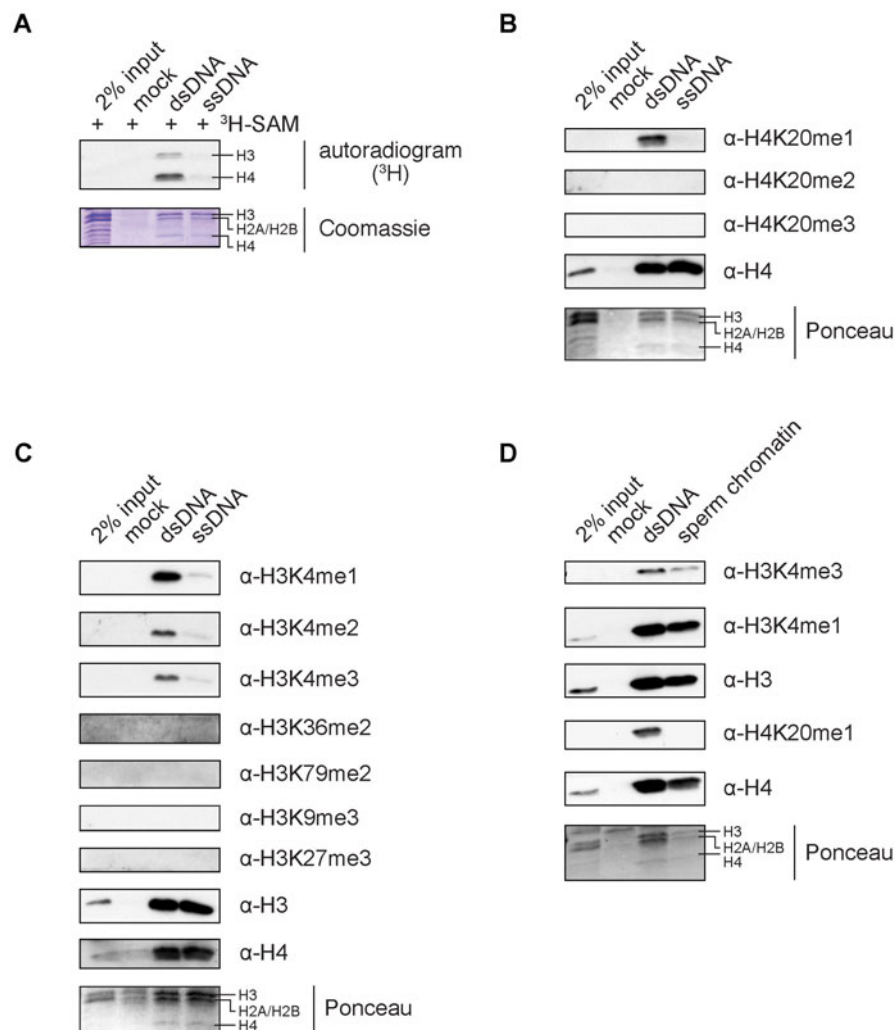 A
2% input
mock
dsDNA
ssDNA
+ + + + ³H-SAM
H3
H4
autoradiogram
(³H)
H3
H2A/H2B
H4
Coomassie
B
2% input
mock
dsDNA
ssDNA
α-H4K20me1
α-H4K20me2
α-H4K20me3
α-H4
H3
H2A/H2B
H4
Ponceau
C
2% input
mock
dsDNA
ssDNA
α-H3K4me1
α-H3K4me2
α-H3K4me3
α-H3K36me2
α-H3K79me2
α-H3K9me3
α-H3K27me3
α-H3
α-H4
H3
H2A/H2B
H4
Ponceau
D
2% input
mock
dsDNA
sperm chromatin
α-H3K4me3
α-H3K4me1
α-H3
α-H4K20me1
α-H4
H3
H2A/H2B
H4
Ponceau